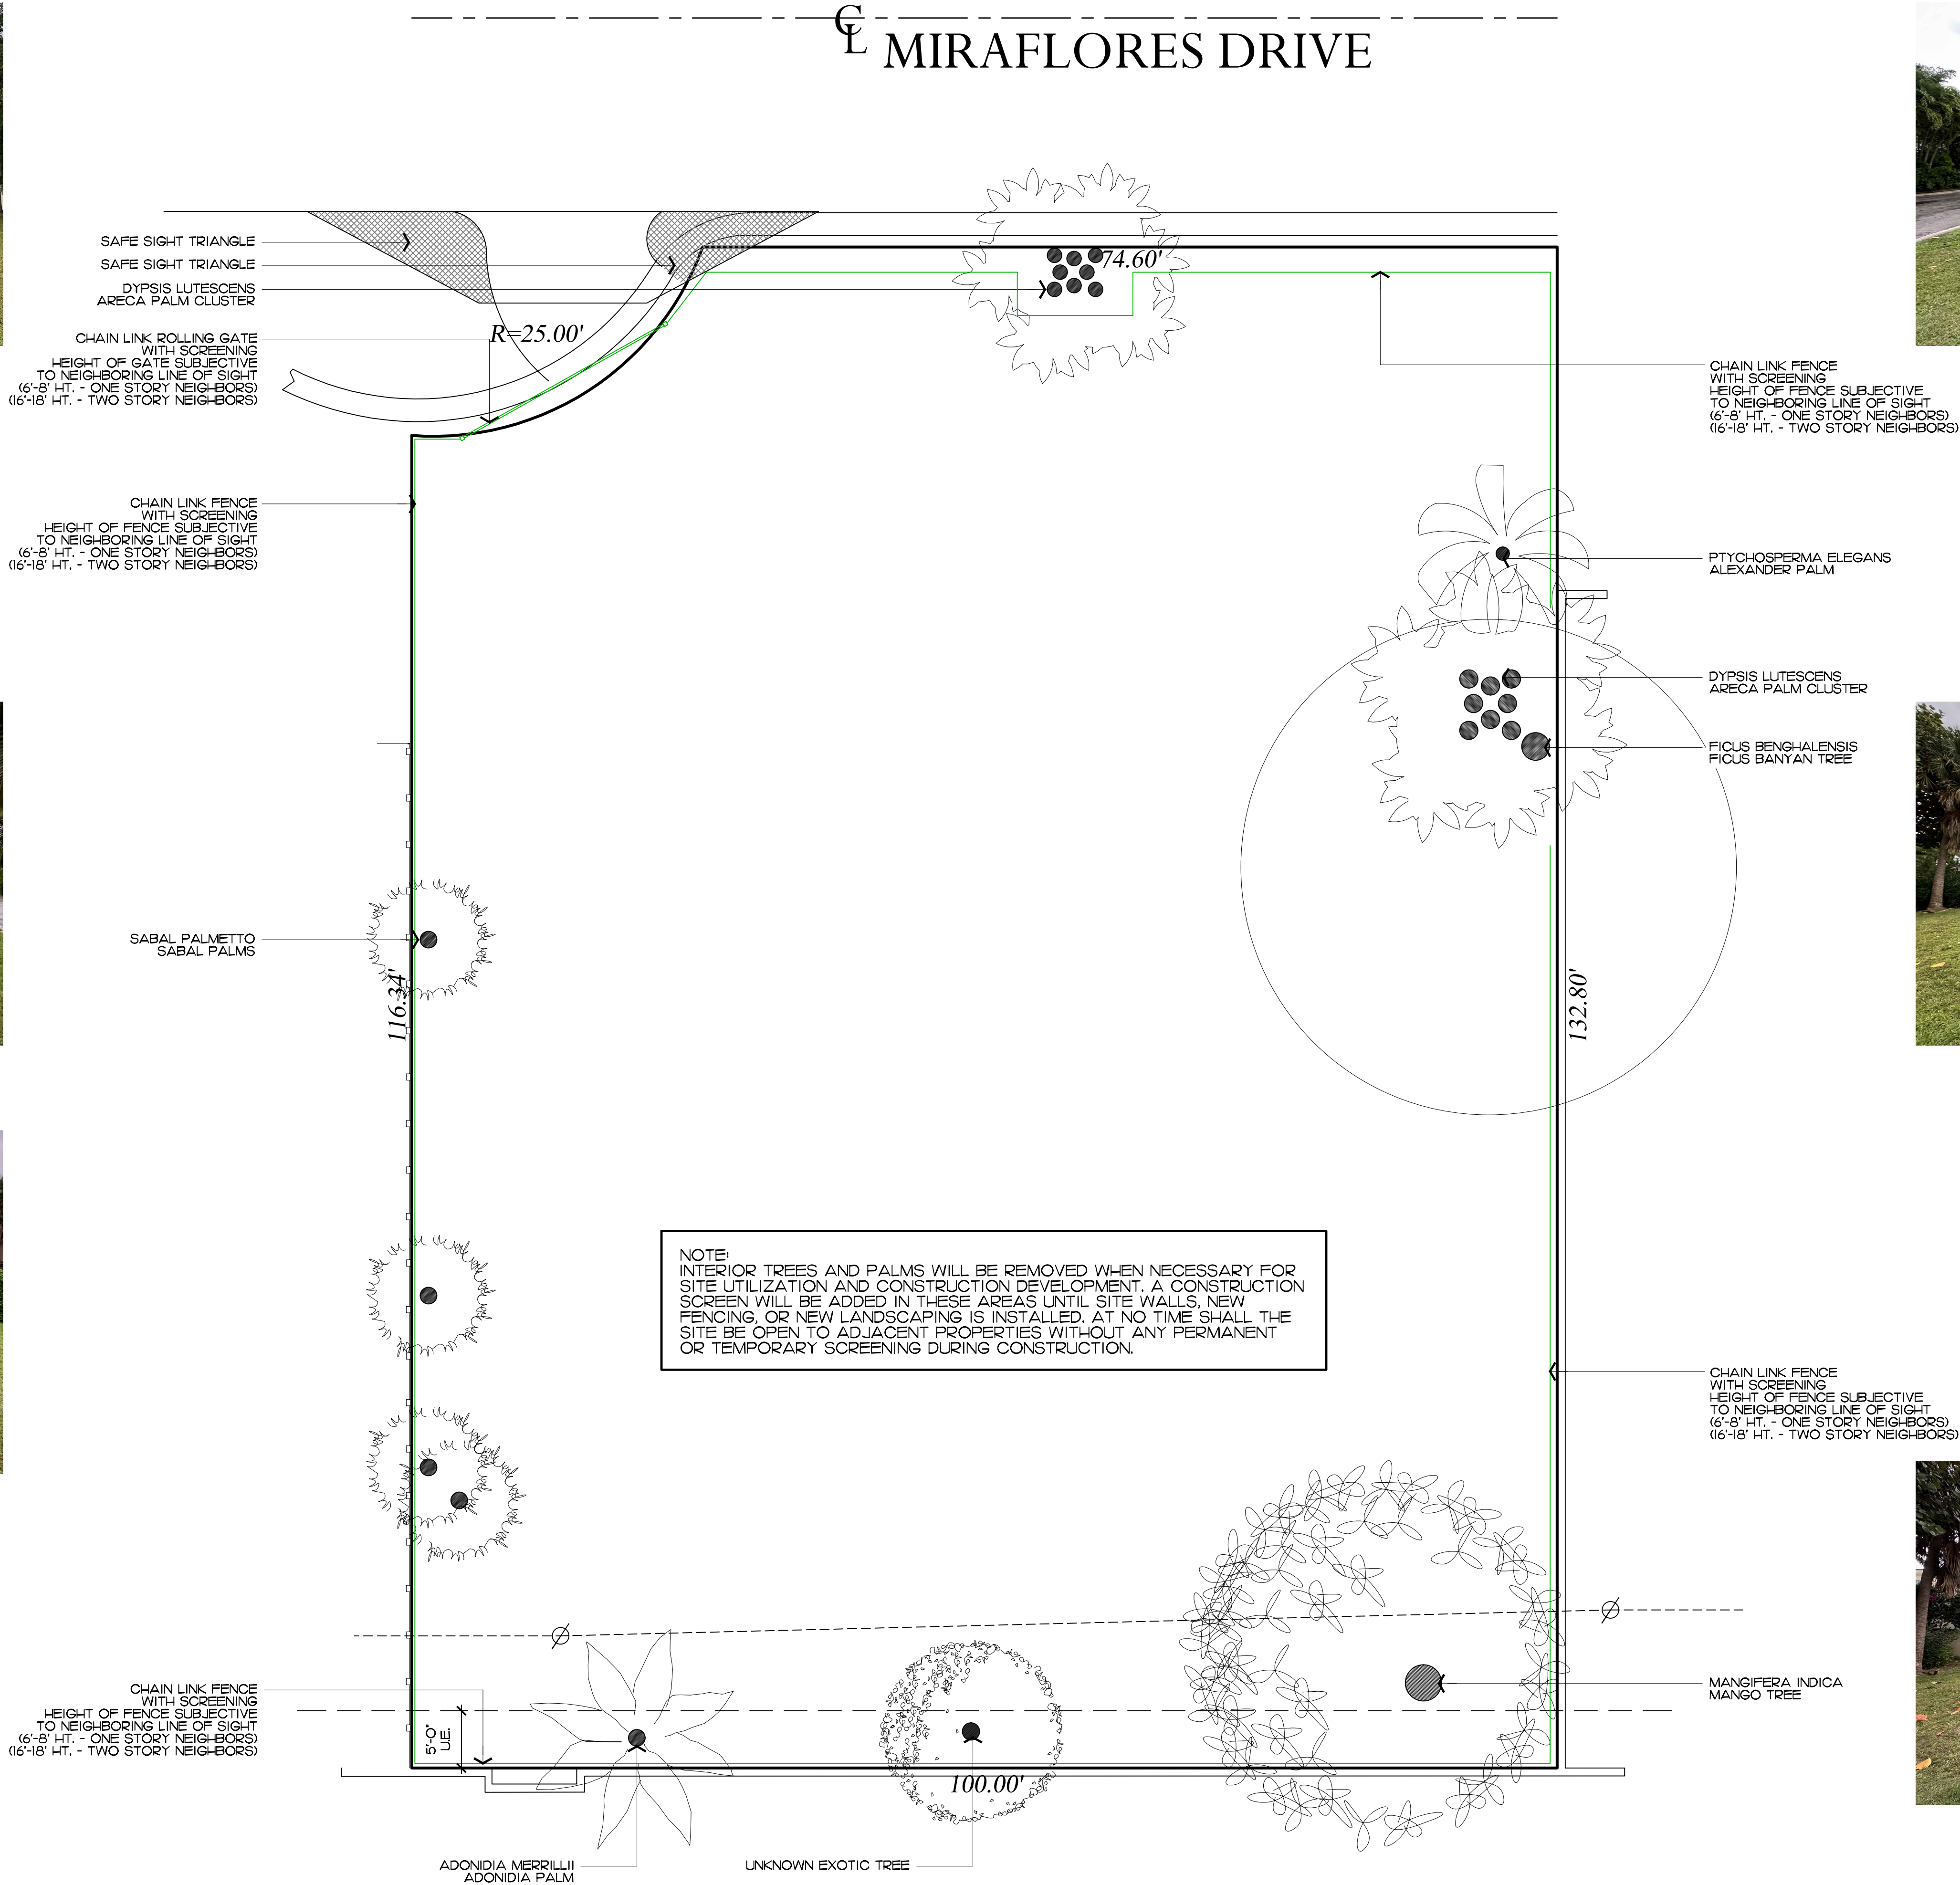 CL MIRAFLORES DRIVE
SAFE SIGHT TRIANGLE
SAFE SIGHT TRIANGLE
DYPSIS LUTESCENS
ARECA PALM CLUSTER
74.60'
R=25.00'
CHAIN LINK ROLLING GATE
WITH SCREENING
HEIGHT OF GATE SUBJECTIVE
TO NEIGHBORING LINE OF SIGHT
(6'-8' HT. - ONE STORY NEIGHBORS)
(16'-18' HT. - TWO STORY NEIGHBORS)
CHAIN LINK FENCE
WITH SCREENING
HEIGHT OF FENCE SUBJECTIVE
TO NEIGHBORING LINE OF SIGHT
(6'-8' HT. - ONE STORY NEIGHBORS)
(16'-18' HT. - TWO STORY NEIGHBORS)
CHAIN LINK FENCE
WITH SCREENING
HEIGHT OF FENCE SUBJECTIVE
TO NEIGHBORING LINE OF SIGHT
(6'-8' HT. - ONE STORY NEIGHBORS)
(16'-18' HT. - TWO STORY NEIGHBORS)
PTYCHOSPERMA ELEGANS
ALEXANDER PALM
DYPSIS LUTESCENS
ARECA PALM CLUSTER
FICUS BENGHALENSIS
FICUS BANYAN TREE
SABAL PALMETTO
SABAL PALMS
116.34'
132.80'
NOTE:
INTERIOR TREES AND PALMS WILL BE REMOVED WHEN NECESSARY FOR
SITE UTILIZATION AND CONSTRUCTION DEVELOPMENT. A CONSTRUCTION
SCREEN WILL BE ADDED IN THESE AREAS UNTIL SITE WALLS, NEW
FENCING, OR NEW LANDSCAPING IS INSTALLED. AT NO TIME SHALL THE
SITE BE OPEN TO ADJACENT PROPERTIES WITHOUT ANY PERMANENT
OR TEMPORARY SCREENING DURING CONSTRUCTION.
CHAIN LINK FENCE
WITH SCREENING
HEIGHT OF FENCE SUBJECTIVE
TO NEIGHBORING LINE OF SIGHT
(6'-8' HT. - ONE STORY NEIGHBORS)
(16'-18' HT. - TWO STORY NEIGHBORS)
CHAIN LINK FENCE
WITH SCREENING
HEIGHT OF FENCE SUBJECTIVE
TO NEIGHBORING LINE OF SIGHT
(6'-8' HT. - ONE STORY NEIGHBORS)
(16'-18' HT. - TWO STORY NEIGHBORS)
5'-0"
U.E.
MANGIFERA INDICA
MANGO TREE
100.00'
ADONIDIA MERRILLII
ADONIDIA PALM
UNKNOWN EXOTIC TREE